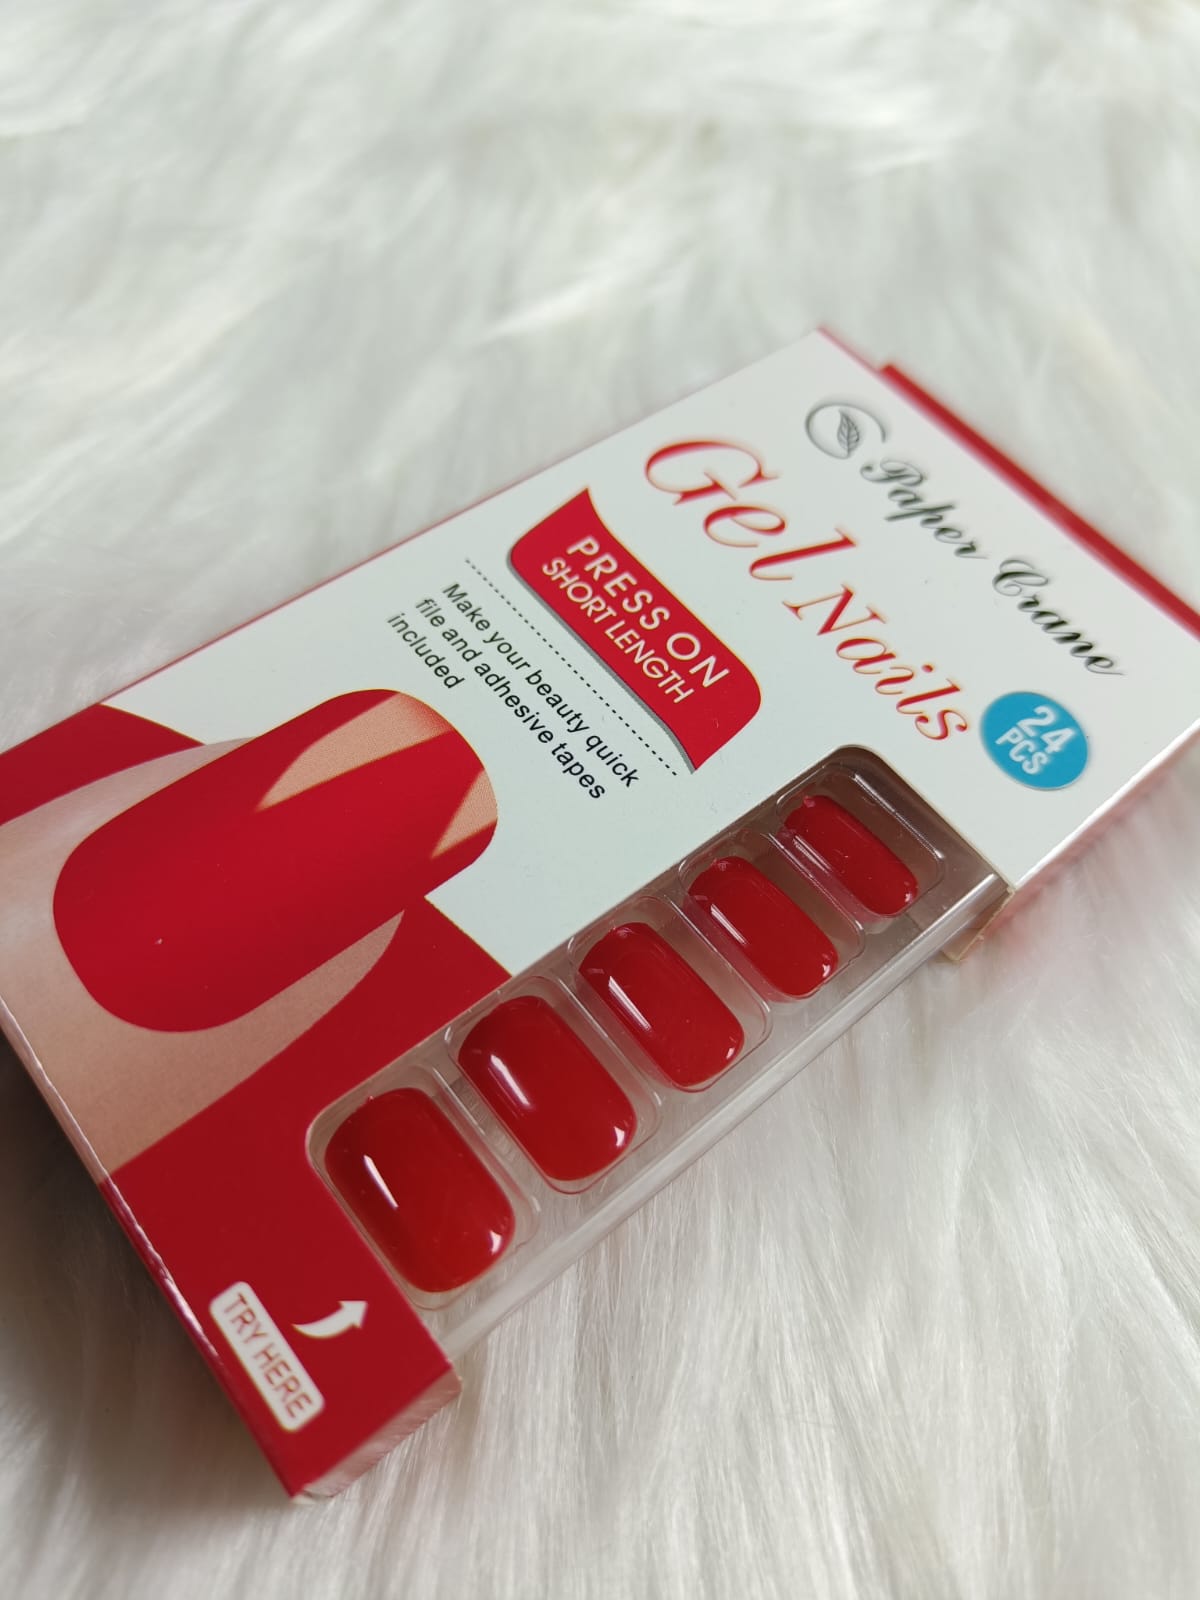 Paper Crane
Gel Nails
24
PCS
PRESS ON
SHORT LENGTH
Make your beauty quick
file and adhesive tapes
included
TRY HERE